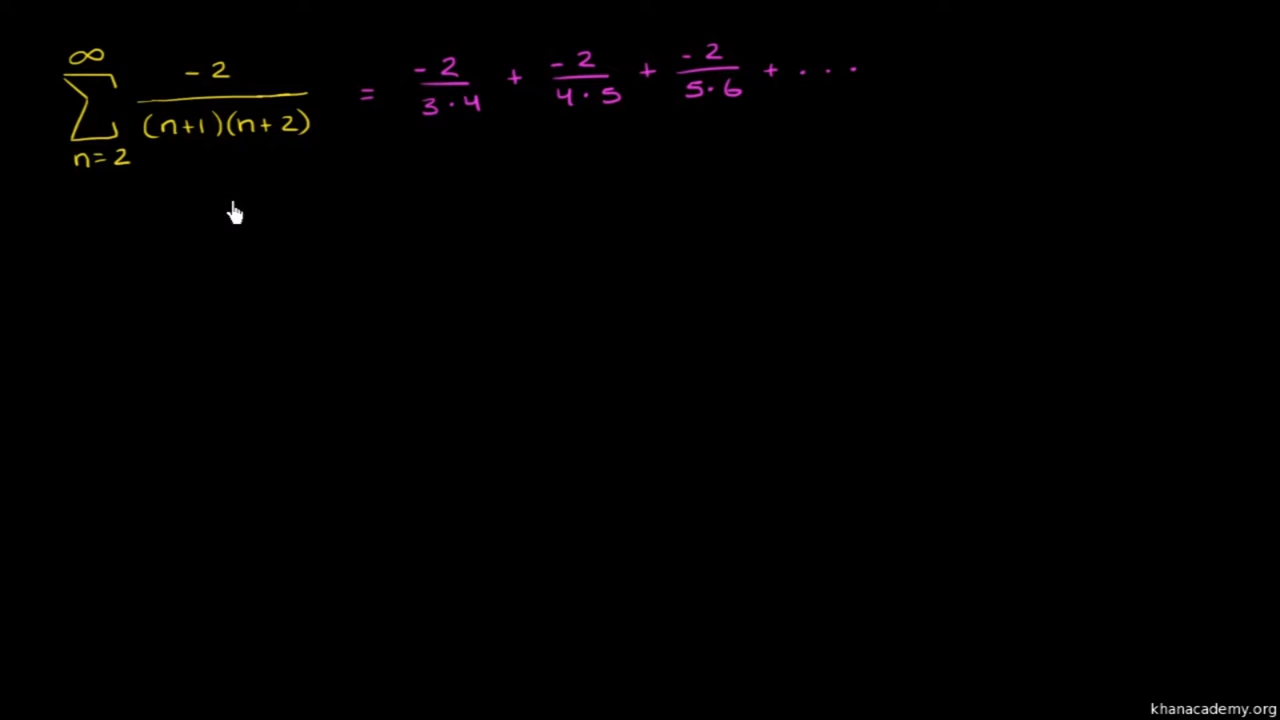 ∞
∑ -2 / (n+1)(n+2) = -2 / 3·4 + -2 / 4·5 + -2 / 5·6 + ...
n=2
khanacademy.org